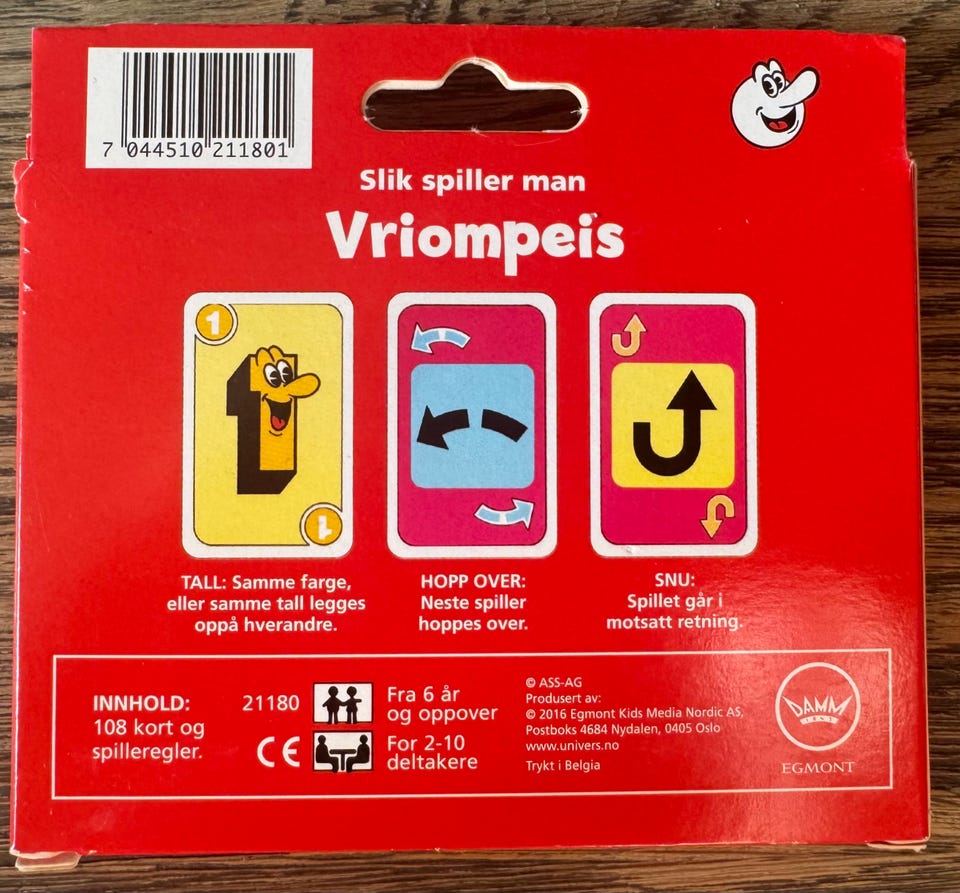 7 044510 211801
Slik spiller man
Vriompeis
1
1
TALL: Samme farge,
eller samme tall legges
oppå hverandre.
HOPP OVER:
Neste spiller
hoppes over.
SNU:
Spillet går i
motsatt retning.
INNHOLD:
108 kort og
spilleregler.
21180
CE
Fra 6 år
og oppover
For 2-10
deltakere
© ASS-AG
Produsert av:
© 2016 Egmont Kids Media Nordic AS,
Postboks 4684 Nydalen, 0405 Oslo
www.univers.no
Trykt i Belgia
DAMM
EGMONT